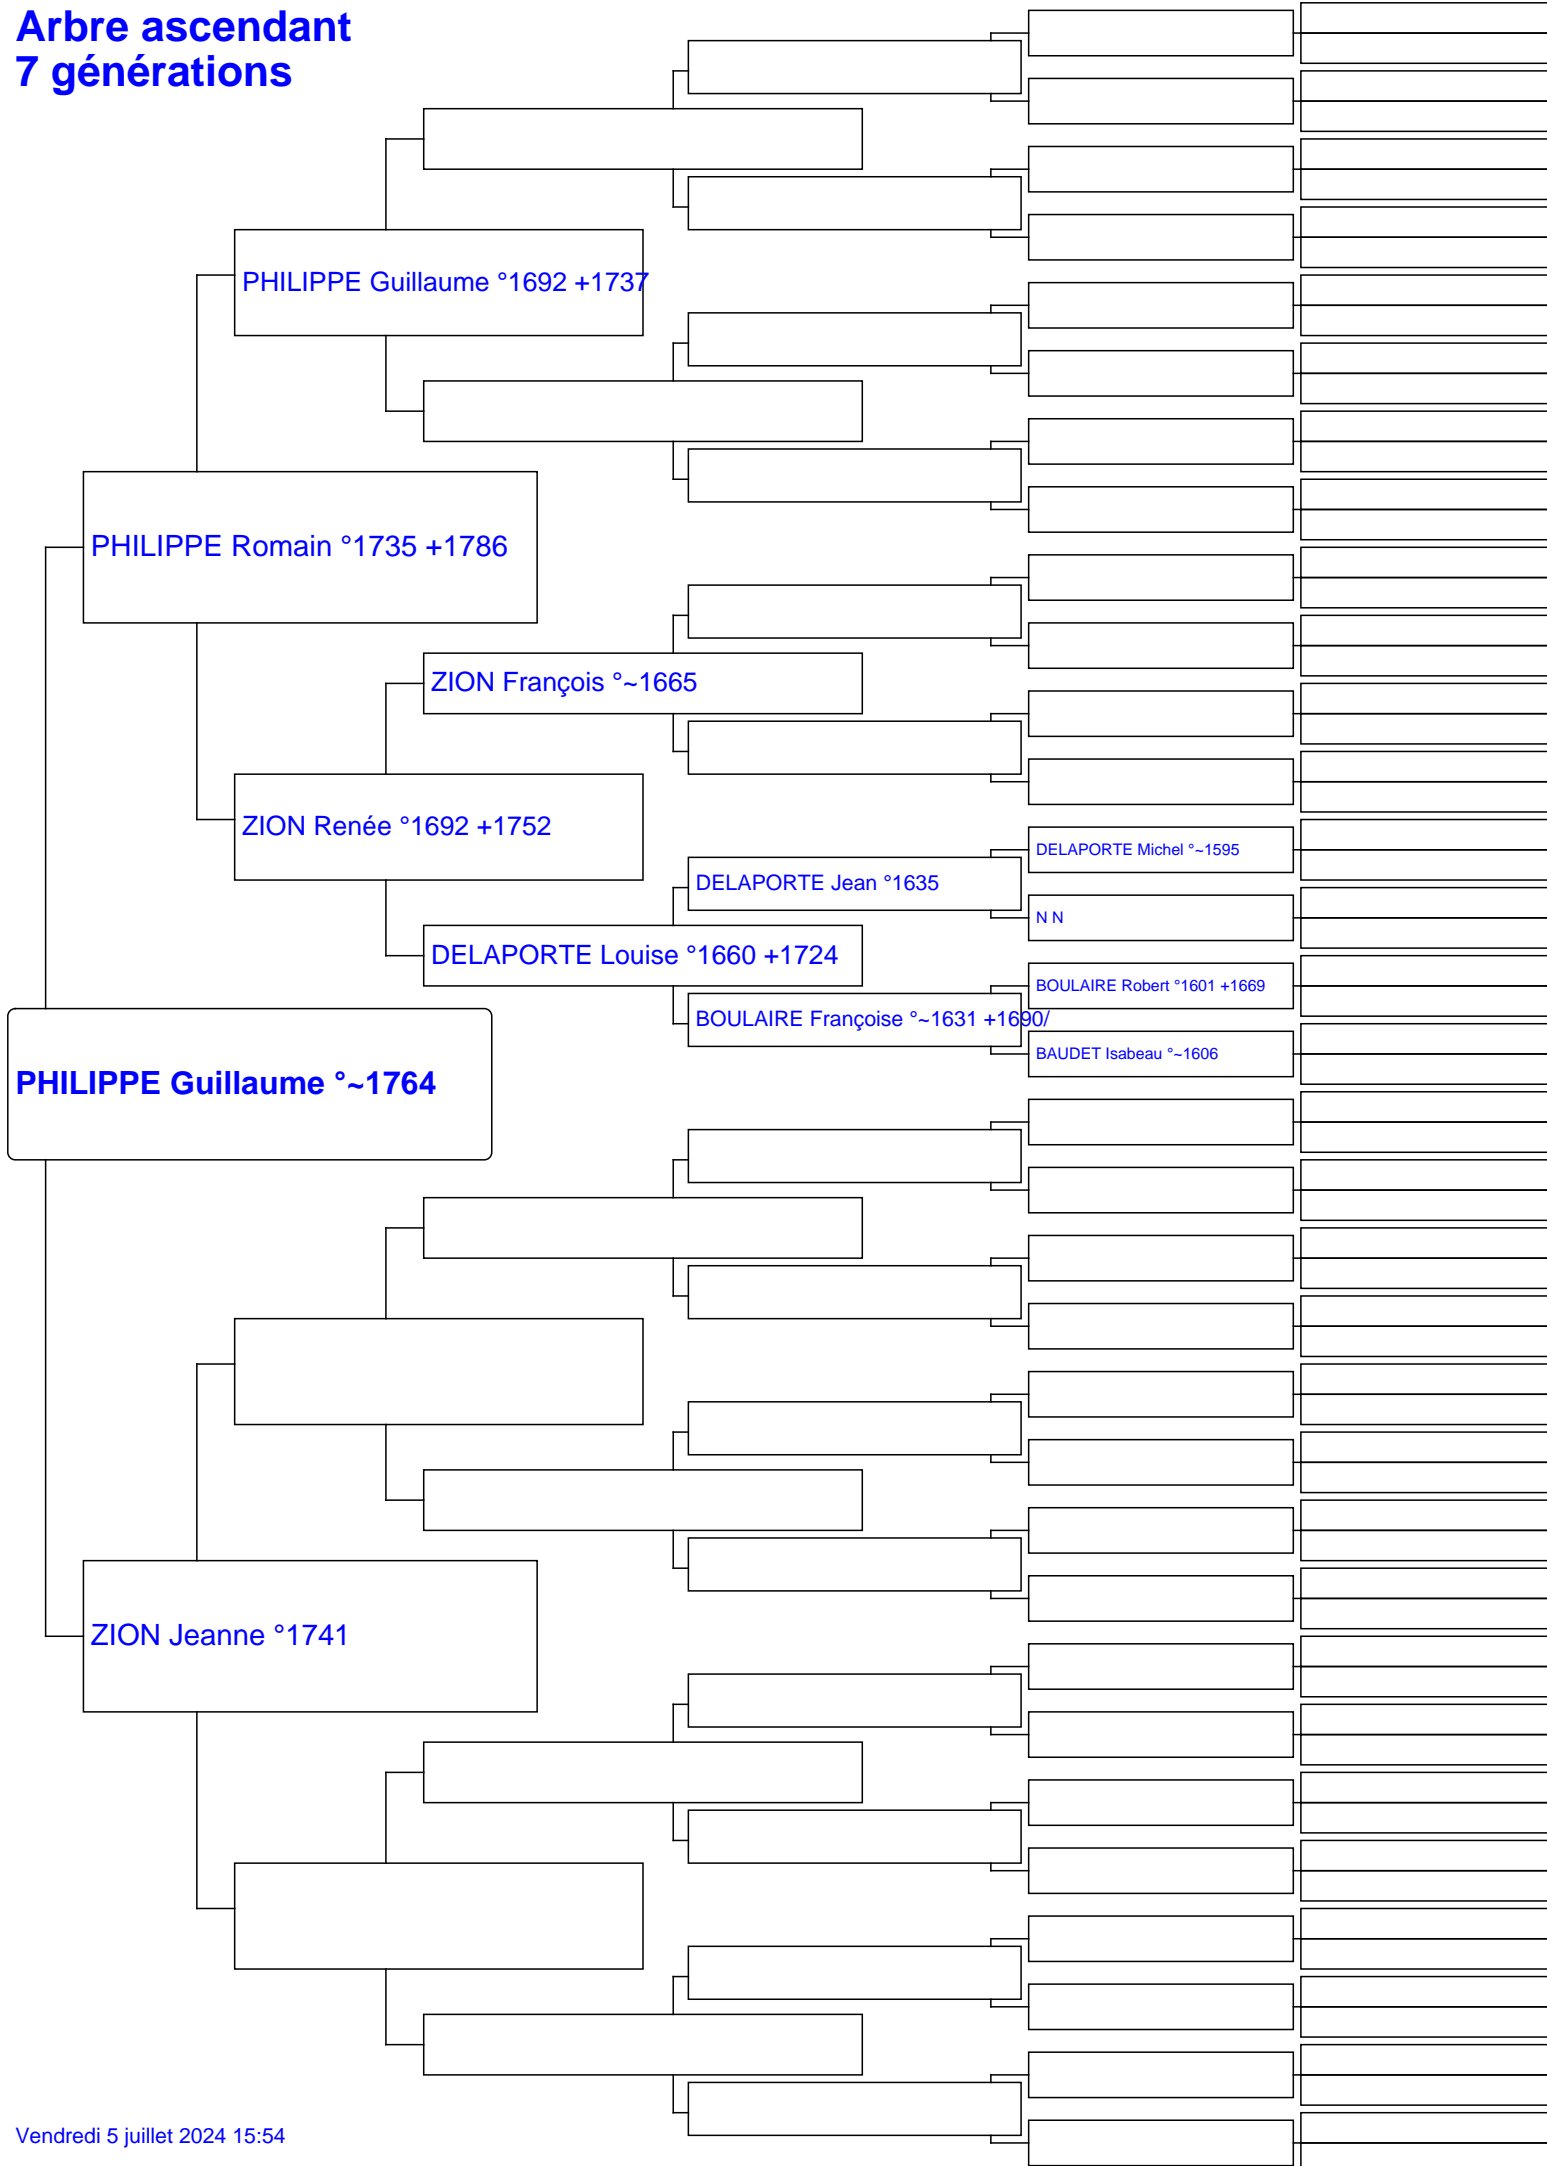 Arbre ascendant
7 générations
PHILIPPE Guillaume °1692 +1737
PHILIPPE Romain °1735 +1786
ZION François °~1665
ZION Renée °1692 +1752
DELAPORTE Michel °~1595
DELAPORTE Jean °1635
N N
DELAPORTE Louise °1660 +1724
BOULAIRE Robert °1601 +1669
BOULAIRE Françoise °~1631 +1690/
BAUDET Isabeau °~1606
PHILIPPE Guillaume °~1764
ZION Jeanne °1741
Vendredi 5 juillet 2024 15:54